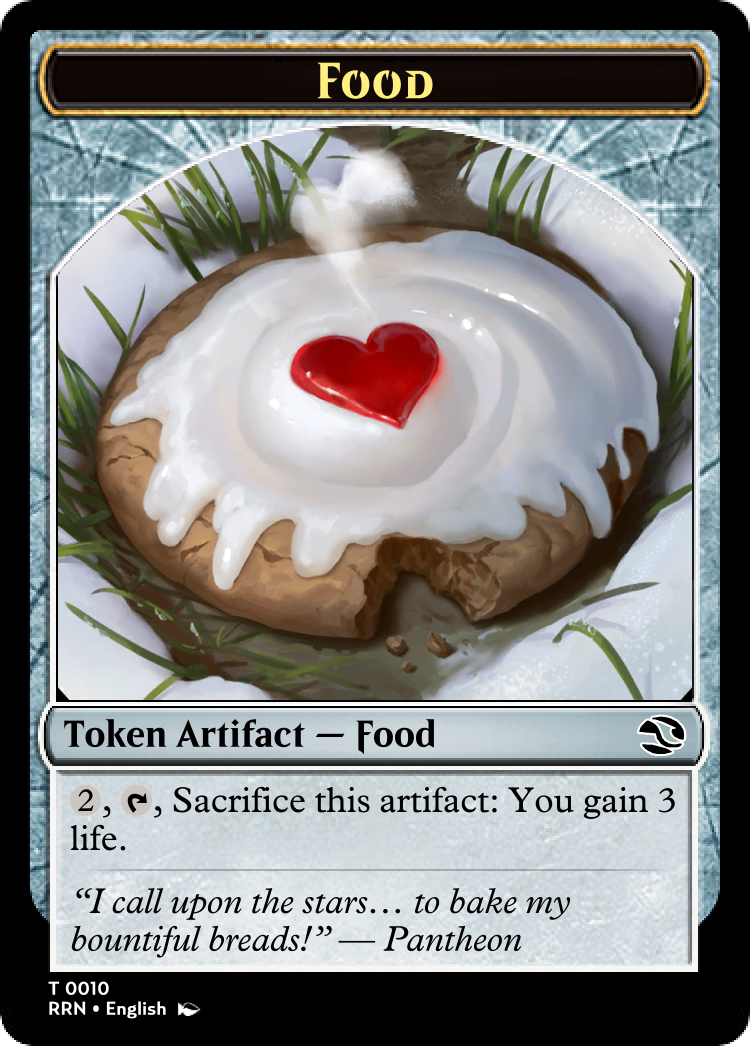 Food
Token Artifact — Food
2, , Sacrifice this artifact: You gain 3
life.
“I call upon the stars… to bake my
bountiful breads!” — Pantheon
T 0010
RRN • English